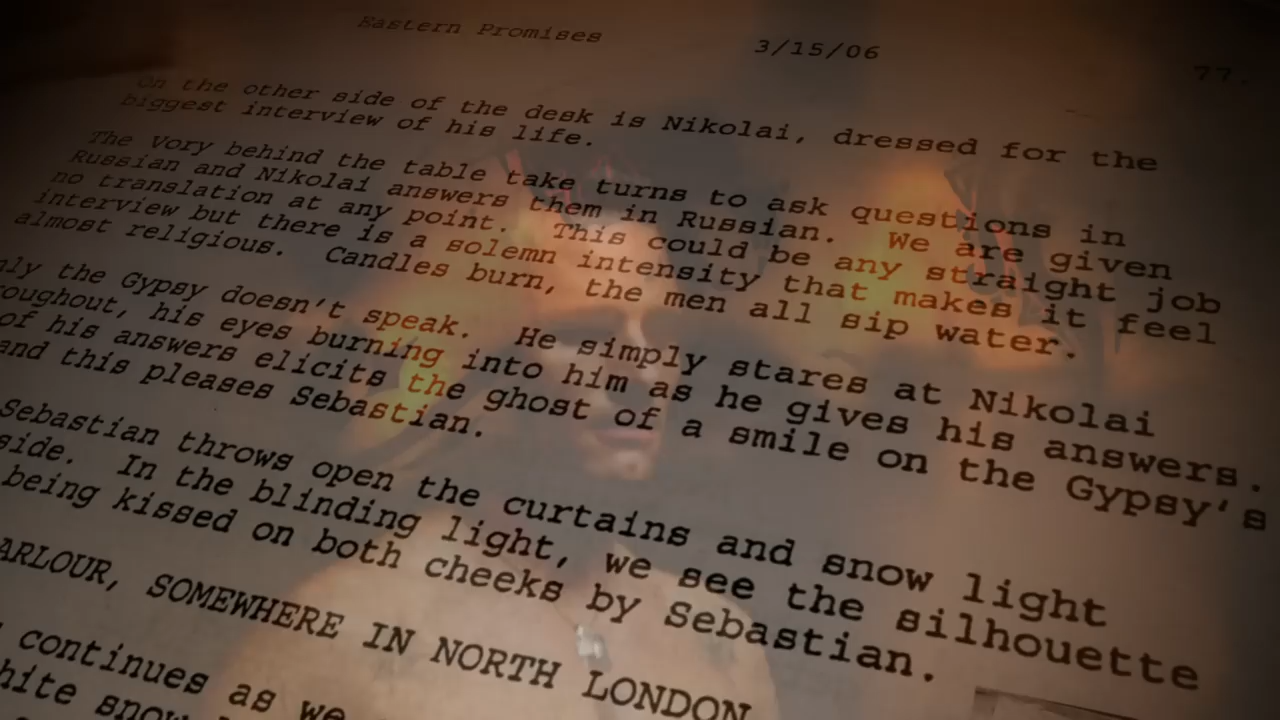 Eastern Promises 3/15/06 77.
On the other side of the desk is Nikolai, dressed for the
biggest interview of his life.
The Vory behind the table take turns to ask questions in
Russian and Nikolai answers them in Russian. We are given
no translation at any point. This could be any straight job
interview but there is a solemn intensity that makes it feel
almost religious. Candles burn, the men all sip water.
the Gypsy doesn't speak. He simply stares at Nikolai
his eyes burning into him as he gives his answers.
of his answers elicits the ghost of a smile on the Gypsy's
and this pleases Sebastian.
Sebastian throws open the curtains and snow light
side. In the blinding light, we see the silhouette
being kissed on both cheeks by Sebastian.
SOMEWHERE IN NORTH LONDON
continues as we
snow